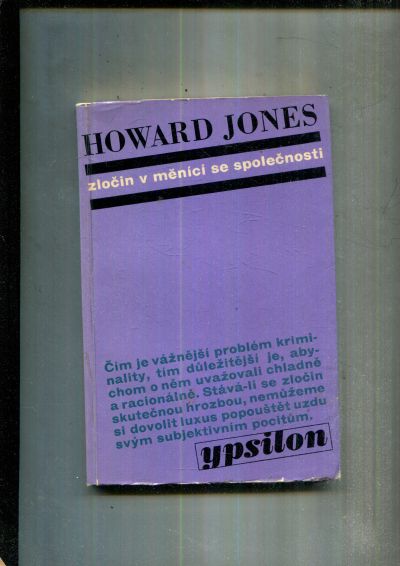 HOWARD JONES
zločin v měnící se společnosti
Čím je vážnější problém krimi-
nality, tím důležitější je, aby-
chom o něm uvažovali chladně
a racionálně. Stává-li se zločin
skutečnou hrozbou, nemůžeme
si dovolit luxus popouštět uzdu
svým subjektivním pocitům.
ypsilon